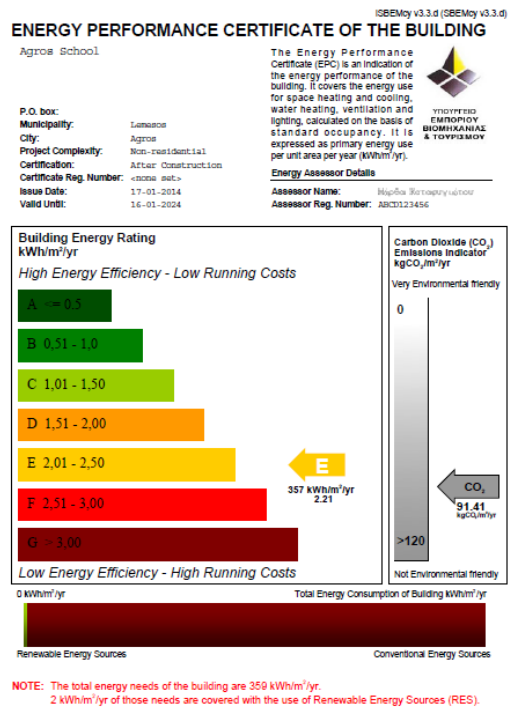 iSBEMcy v3.3.d (SBEMcy v3.3.d)
ENERGY PERFORMANCE CERTIFICATE OF THE BUILDING
Agros School
The Energy Performance
Certificate (EPC) is an indication of
the energy performance of the
building. It covers the energy use
for space heating and cooling,
water heating, ventilation and
lighting, calculated on the basis of
standard occupancy. It is
expressed as primary energy use
per unit area per year (kWh/m²/yr).
ΥΠΟΥΡΓΕΙΟ
ΕΜΠΟΡΙΟΥ
ΒΙΟΜΗΧΑΝΙΑΣ
& ΤΟΥΡΙΣΜΟΥ
P.O. box:
Municipality: Lemesos
City: Agros
Project Complexity: Non-residential
Certification: After Construction
Certificate Reg. Number: <none set>
Issue Date: 17-01-2014
Valid Until: 16-01-2024
Energy Assessor Details
Assessor Name: Μάρθα
Assessor Reg. Number: ABCD123456
Building Energy Rating
kWh/m²/yr
High Energy Efficiency - Low Running Costs
A <= 0.5
B 0,51 - 1,0
C 1,01 - 1,50
D 1,51 - 2,00
E 2,01 - 2,50
F 2,51 - 3,00
G > 3,00
E
357 kWh/m²/yr
2.21
Low Energy Efficiency - High Running Costs
Carbon Dioxide (CO₂)
Emissions Indicator
kgCO₂/m²/yr
Very Environmental friendly
0
CO₂
91.41
kgCO₂/m²/yr
>120
Not Environmental friendly
0 kWh/m²/yr
Total Energy Consumption of Building kWh/m²/yr
Renewable Energy Sources
Conventional Energy Sources
NOTE: The total energy needs of the building are 359 kWh/m²/yr.
2 kWh/m²/yr of those needs are covered with the use of Renewable Energy Sources (RES).